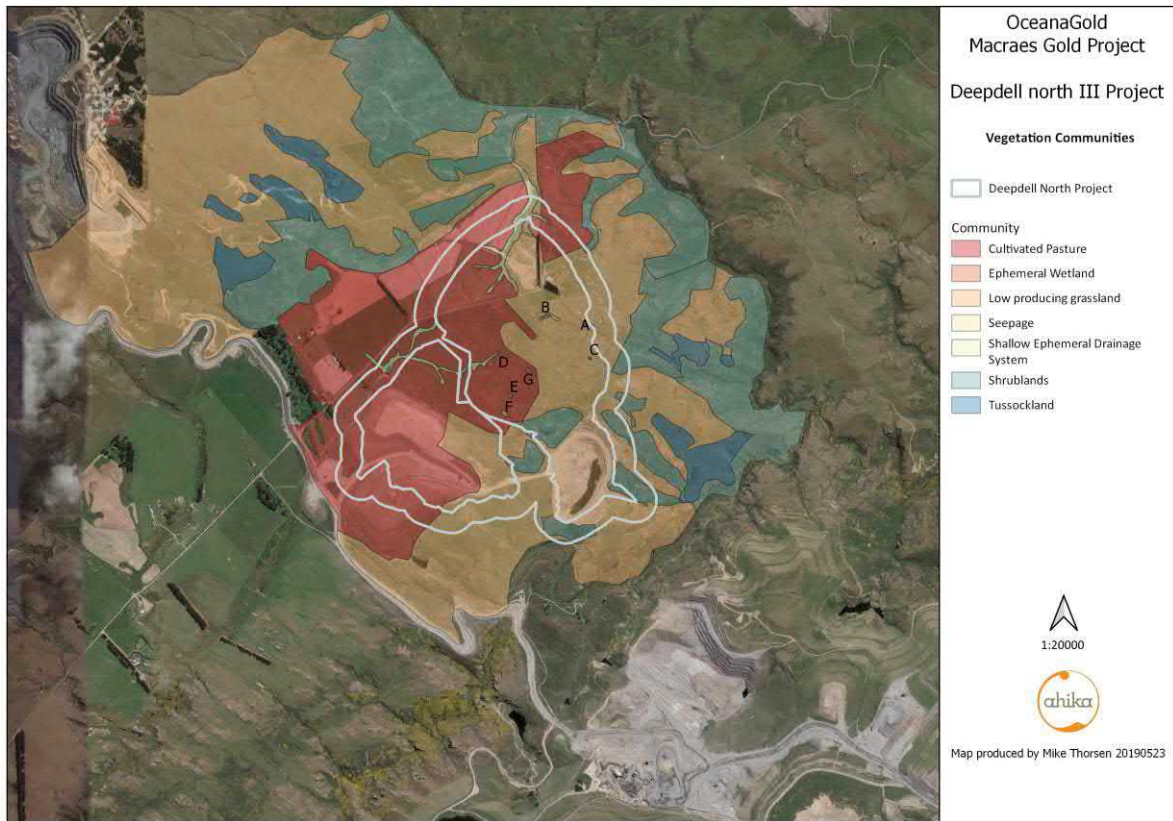 OceanaGold
Macraes Gold Project
Deepdell north III Project
Vegetation Communities
Deepdell North Project
Community
Cultivated Pasture
Ephemeral Wetland
Low producing grassland
Seepage
Shallow Ephemeral Drainage
System
Shrublands
Tussockland
B
A
C
D
G
E
F
1:20000
ahika
Map produced by Mike Thorsen 20190523